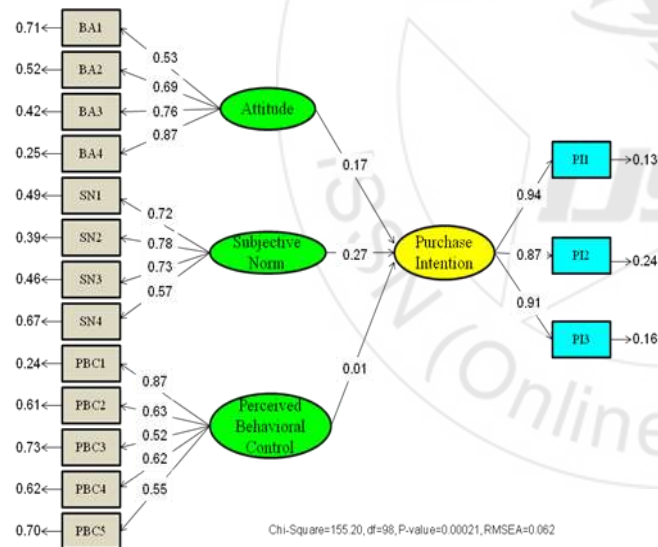 0.71 BA1
0.53
0.52 BA2
0.69
0.42 BA3
0.76
0.25 BA4
0.87
Attitude
0.17
0.49 SN1
0.72
0.39 SN2
0.78
0.46 SN3
0.73
0.67 SN4
0.57
Subjective
Norm
0.27
0.24 PBC1
0.87
0.61 PBC2
0.63
0.73 PBC3
0.52
0.62 PBC4
0.62
0.70 PBC5
0.55
Perceived
Behavioral
Control
0.01
Purchase
Intention
0.94
PI1 0.13
0.87
PI2 0.24
0.91
PI3 0.16
Chi-Square=155.20, df=98, P-value=0.00021, RMSEA=0.062
ISSN (Online